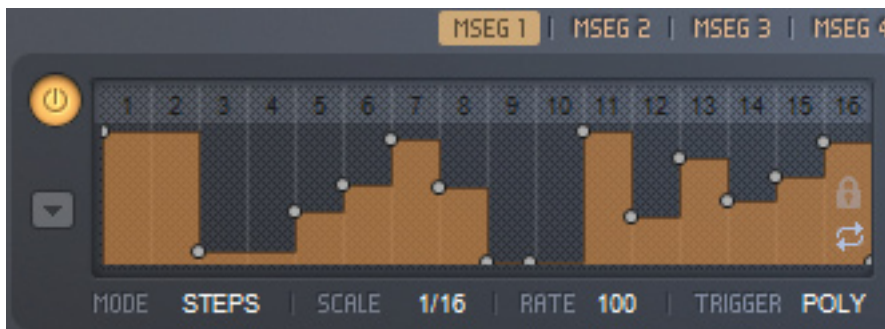 MSEG 1 | MSEG 2 | MSEG 3 | MSEG 4
1 2 3 4 5 6 7 8 9 10 11 12 13 14 15 16
MODE STEPS | SCALE 1/16 | RATE 100 | TRIGGER POLY